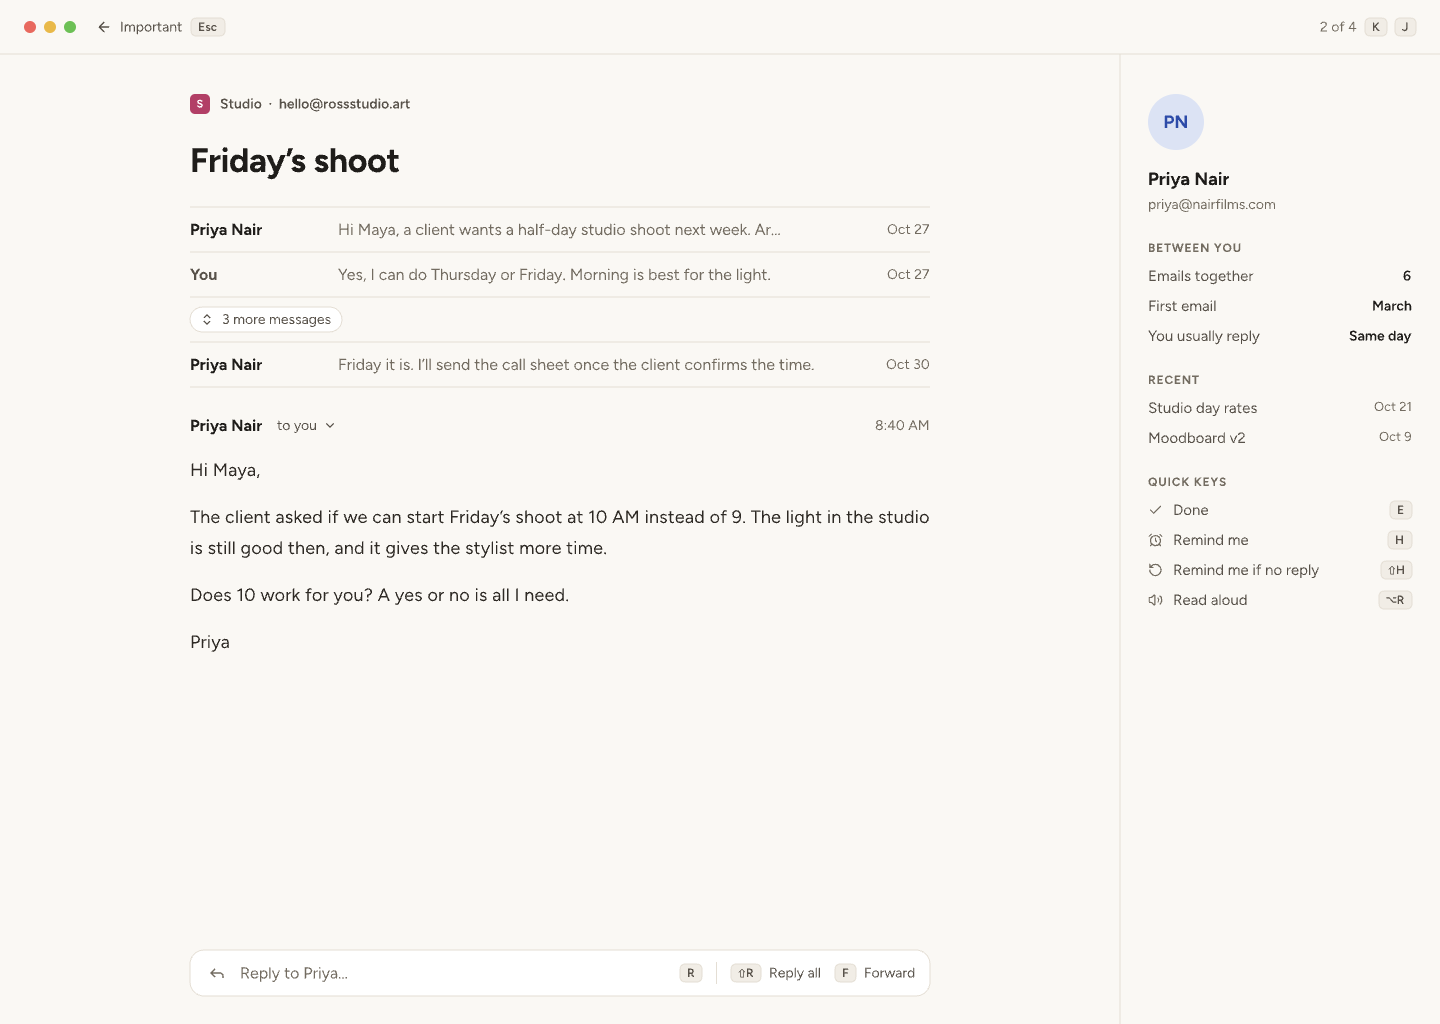 Important Esc
2 of 4 K J
S Studio · hello@rossstudio.art
Friday’s shoot
Priya Nair Hi Maya, a client wants a half-day studio shoot next week. Ar... Oct 27
You Yes, I can do Thursday or Friday. Morning is best for the light. Oct 27
3 more messages
Priya Nair Friday it is. I’ll send the call sheet once the client confirms the time. Oct 30
Priya Nair to you 8:40 AM
Hi Maya,
The client asked if we can start Friday’s shoot at 10 AM instead of 9. The light in the studio
is still good then, and it gives the stylist more time.
Does 10 work for you? A yes or no is all I need.
Priya
Reply to Priya... R ⇧R Reply all F Forward
PN
Priya Nair
priya@nairfilms.com
BETWEEN YOU
Emails together 6
First email March
You usually reply Same day
RECENT
Studio day rates Oct 21
Moodboard v2 Oct 9
QUICK KEYS
Done E
Remind me H
Remind me if no reply ⇧H
Read aloud ⌥R